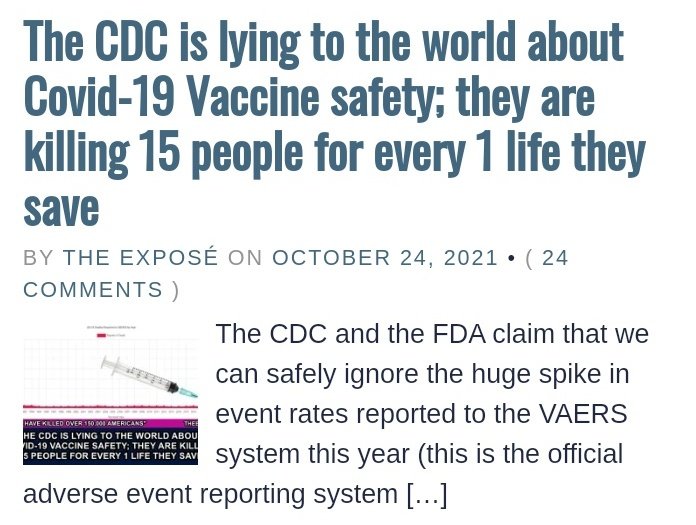 The CDC is lying to the world about
Covid-19 Vaccine safety; they are
killing 15 people for every 1 life they
save
BY THE EXPOSÉ ON OCTOBER 24, 2021 • ( 24
COMMENTS )
The CDC and the FDA claim that we
can safely ignore the huge spike in
event rates reported to the VAERS
system this year (this is the official
adverse event reporting system […]
HAVE KILLED OVER 150,000 AMERICANS"
HE CDC IS LYING TO THE WORLD ABOU
ID-19 VACCINE SAFETY; THEY ARE KILL
5 PEOPLE FOR EVERY 1 LIFE THEY SAV